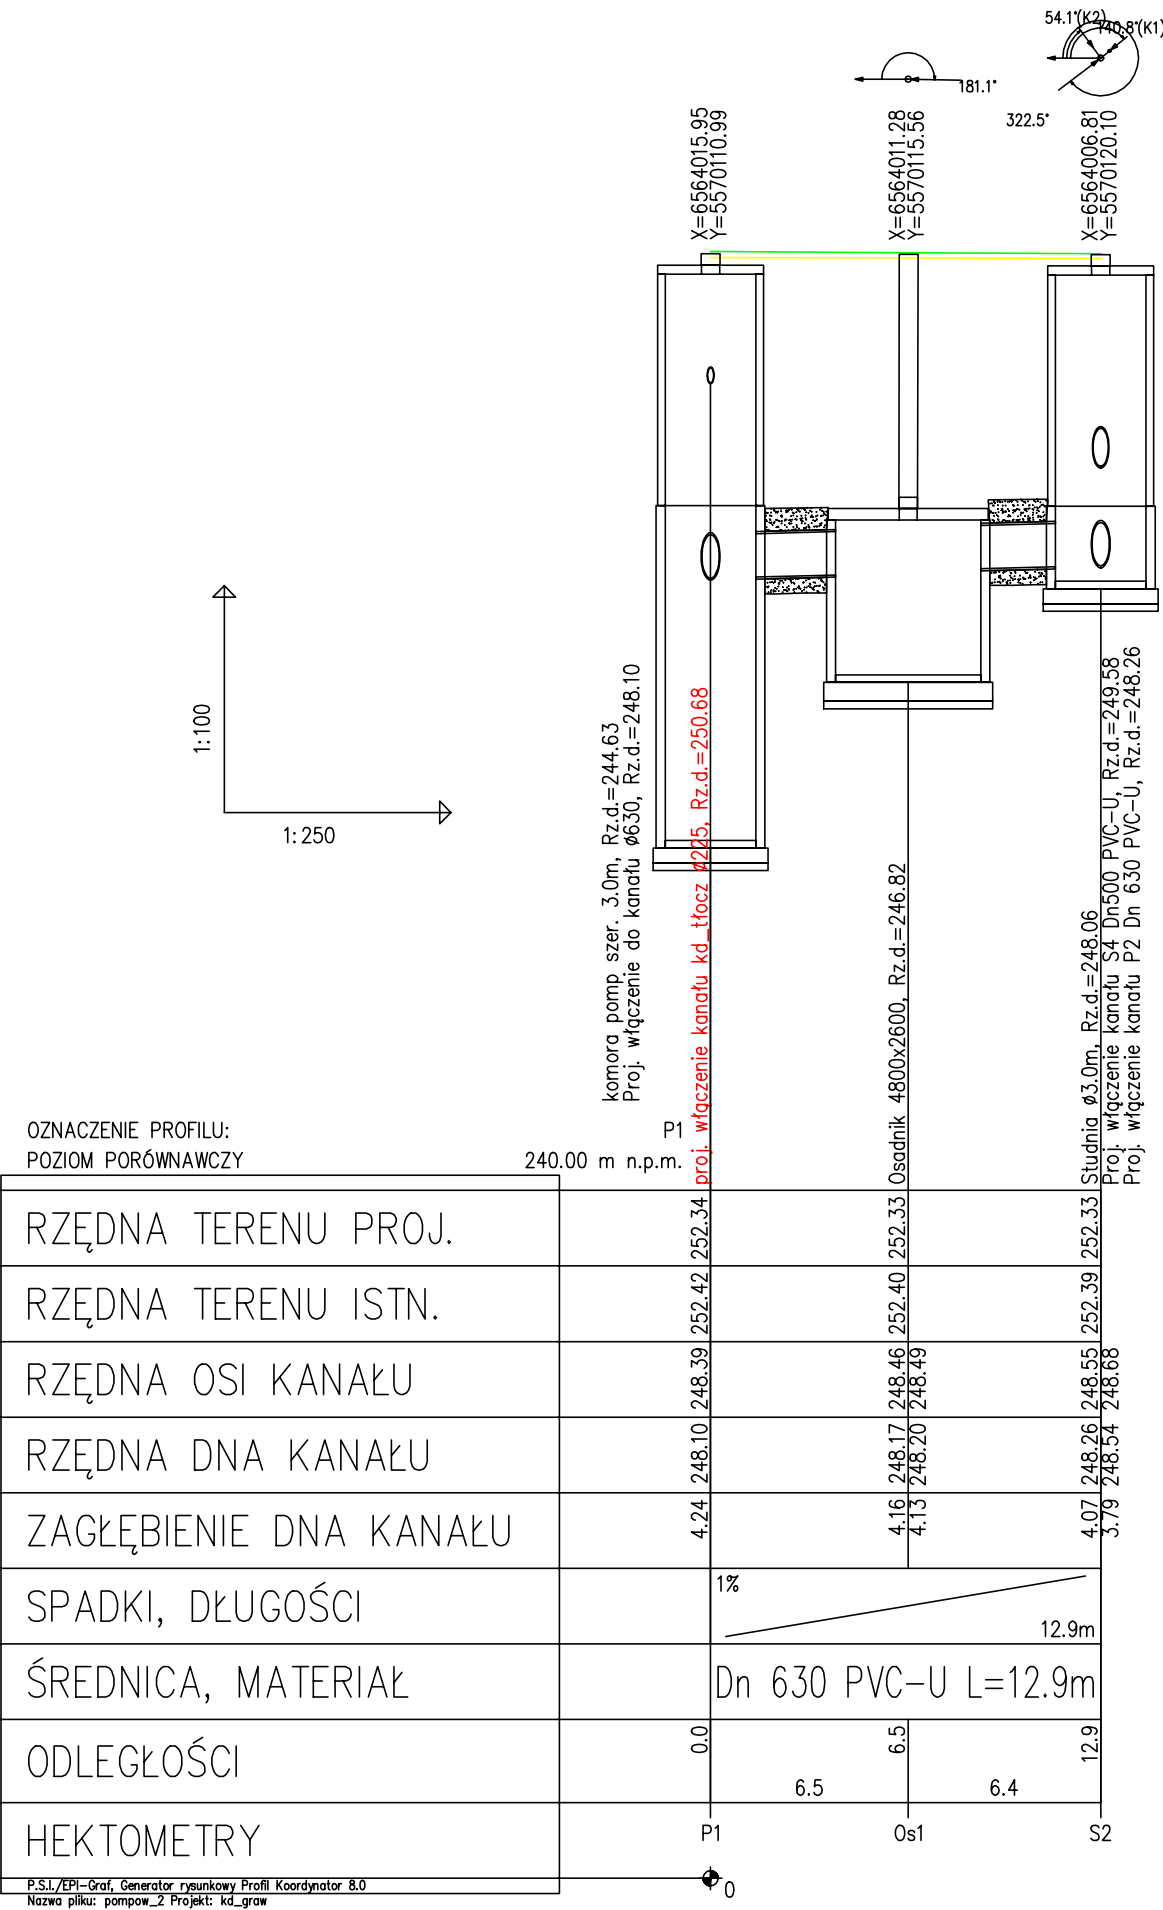 54.1°(K2)
140.8°(K1)
181.1°
322.5°
X=6564015.95
Y=5570110.99
X=6564011.28
Y=5570115.56
X=6564006.81
Y=5570120.10
1:100
1:250
komora pomp szer. 3.0m, Rz.d.=244.63
Proj. włączenie do kanału ø630, Rz.d.=248.10
proj. włączenie kanału kd_tłocz ø225, Rz.d.=250.68
Osadnik 4800x2600, Rz.d.=246.82
Studnia ø3.0m, Rz.d.=248.06
Proj. włączenie kanału S4 Dn500 PVC-U, Rz.d.=249.58
Proj. włączenie kanału P2 Dn 630 PVC-U, Rz.d.=248.26
OZNACZENIE PROFILU: P1
POZIOM PORÓWNAWCZY 240.00 m n.p.m.
RZĘDNA TERENU PROJ. 252.34 252.33 252.33
RZĘDNA TERENU ISTN. 252.42 252.40 252.39
RZĘDNA OSI KANAŁU 248.39 248.46 248.49 248.55 248.68
RZĘDNA DNA KANAŁU 248.10 248.17 248.20 248.26 248.54
ZAGŁĘBIENIE DNA KANAŁU 4.24 4.16 4.13 4.07 3.79
SPADKI, DŁUGOŚCI 1% 12.9m
ŚREDNICA, MATERIAŁ Dn 630 PVC-U L=12.9m
ODLEGŁOŚCI 0.0 6.5 6.5 6.4 12.9
HEKTOMETRY P1 Os1 S2
0
P.S.I./EPI-Graf, Generator rysunkowy Profil Koordynator 8.0
Nazwa pliku: pompow_2 Projekt: kd_graw